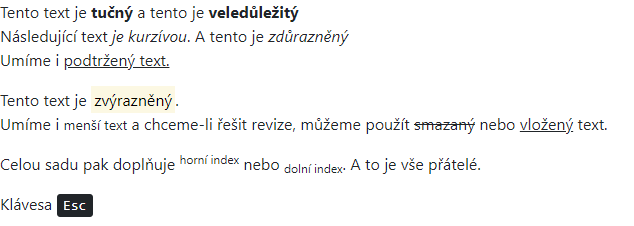 Tento text je tučný a tento je veledůležitý
Následující text je kurzívou. A tento je zdůrazněný
Umíme i podtržený text.
Tento text je zvýrazněný.
Umíme i menší text a chceme-li řešit revize, můžeme použít smazaný nebo vložený text.
Celou sadu pak doplňuje horní index nebo dolní index. A to je vše přátelé.
Klávesa Esc